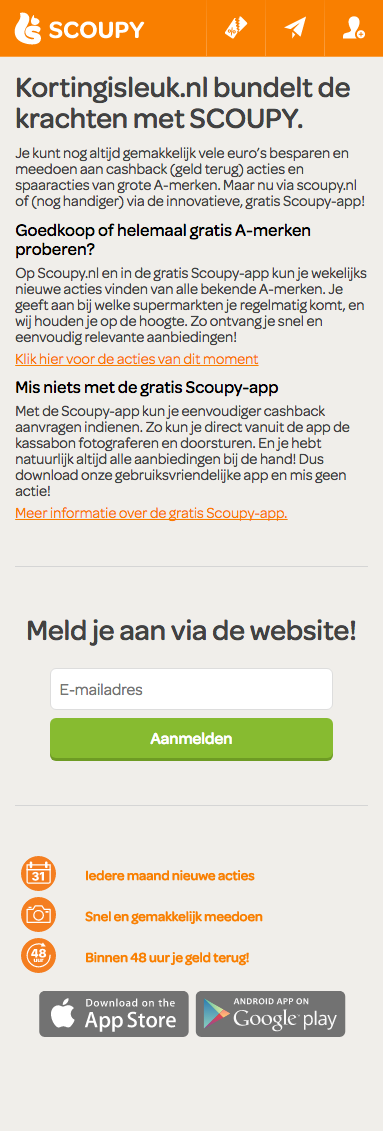 SCOUPY
%
Kortingisleuk.nl bundelt de
krachten met SCOUPY.
Je kunt nog altijd gemakkelijk vele euro's besparen en
meedoen aan cashback (geld terug) acties en
spaaracties van grote A-merken. Maar nu via scoupy.nl
of (nog handiger) via de innovatieve, gratis Scoupy-app!
Goedkoop of helemaal gratis A-merken
proberen?
Op Scoupy.nl en in de gratis Scoupy-app kun je wekelijks
nieuwe acties vinden van alle bekende A-merken. Je
geeft aan bij welke supermarkten je regelmatig komt, en
wij houden je op de hoogte. Zo ontvang je snel en
eenvoudig relevante aanbiedingen!
Klik hier voor de acties van dit moment
Mis niets met de gratis Scoupy-app
Met de Scoupy-app kun je eenvoudiger cashback
aanvragen indienen. Zo kun je direct vanuit de app de
kassabon fotograferen en doorsturen. En je hebt
natuurlijk altijd alle aanbiedingen bij de hand! Dus
download onze gebruiksvriendelijke app en mis geen
actie!
Meer informatie over de gratis Scoupy-app.
Meld je aan via de website!
E-mailadres
Aanmelden
31
Iedere maand nieuwe acties
Snel en gemakkelijk meedoen
48
uur
Binnen 48 uur je geld terug!
Download on the
App Store
ANDROID APP ON
Google play